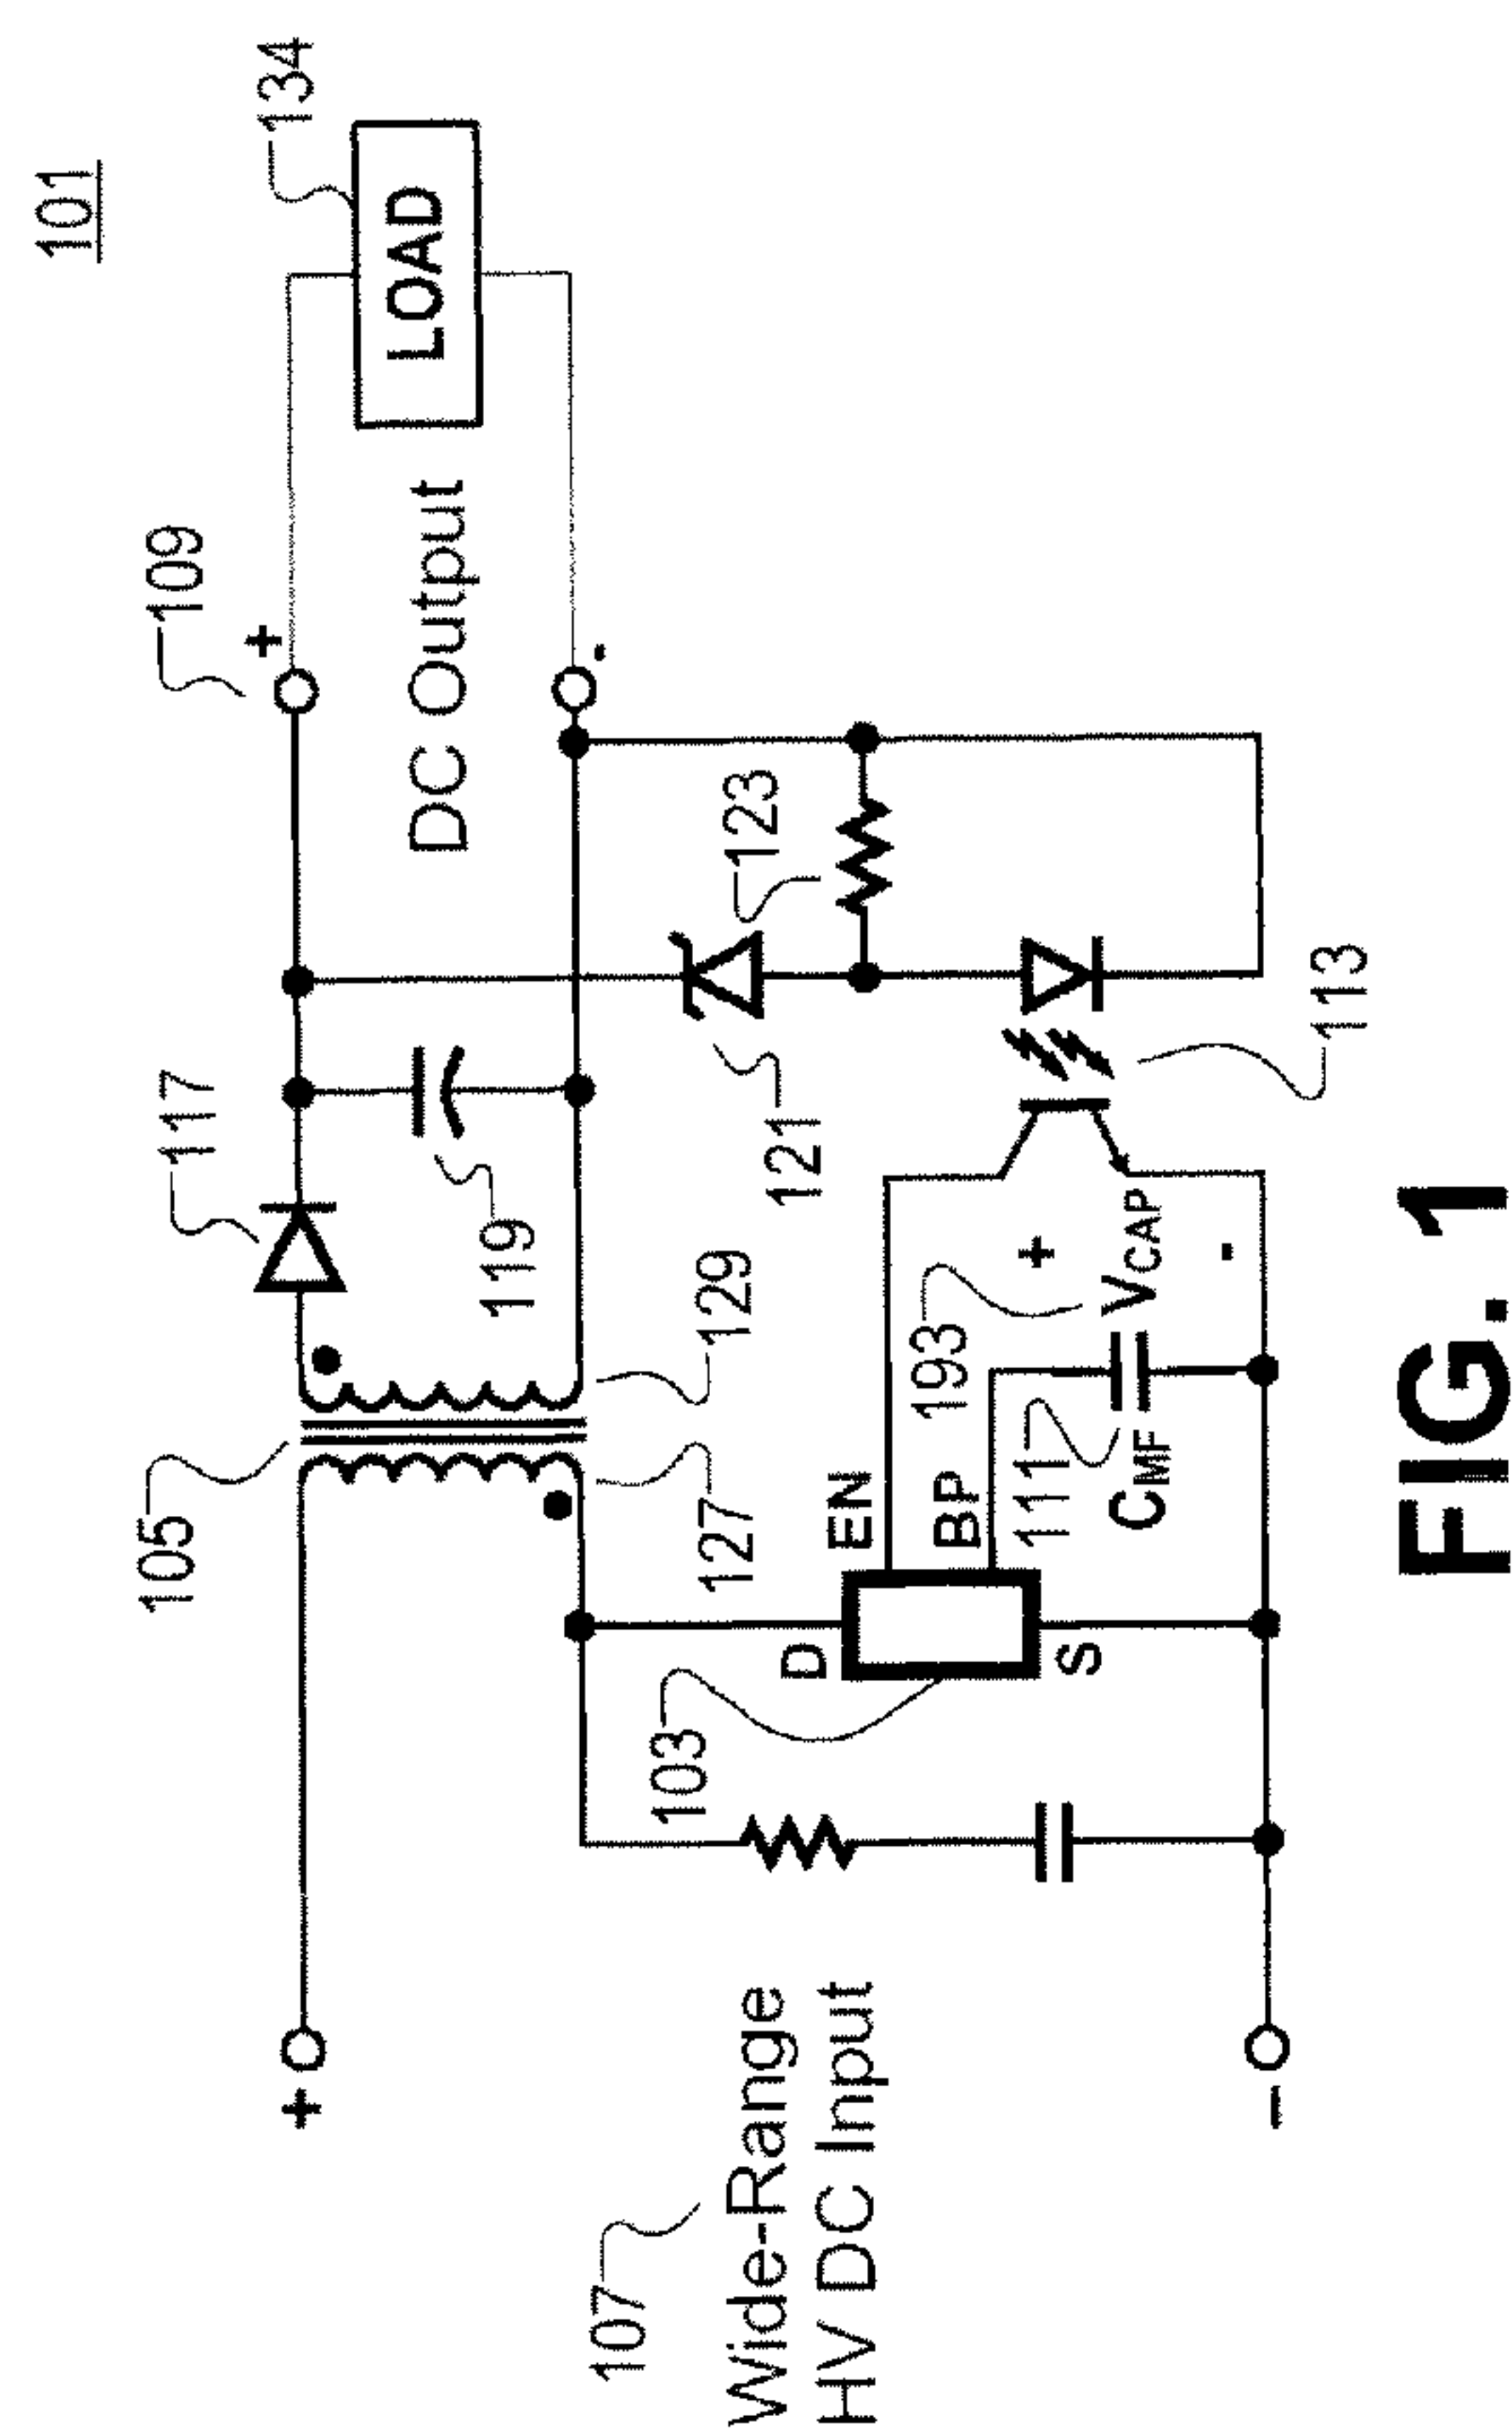 101
105
117
109
134
+
+
LOAD
DC Output
119
129
127
-
121
123
107
Wide-Range
HV DC Input
103
D
EN
BP
S
193
+
VCAP
-
111
CMF
113
–
FIG. 1